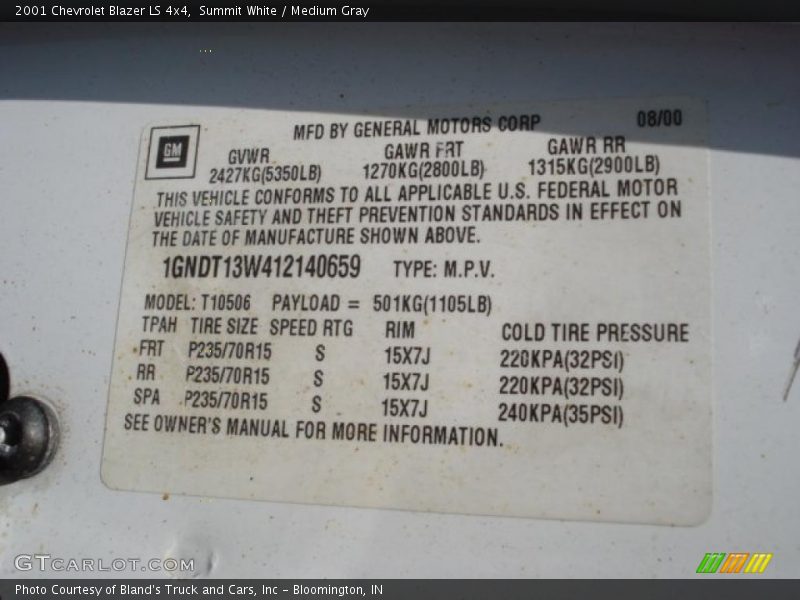 2001 Chevrolet Blazer LS 4x4,  Summit White / Medium Gray
MFD BY GENERAL MOTORS CORP 08/00
GM
GVWR GAWR FRT GAWR RR
2427KG(5350LB) 1270KG(2800LB) 1315KG(2900LB)
THIS VEHICLE CONFORMS TO ALL APPLICABLE U.S. FEDERAL MOTOR
VEHICLE SAFETY AND THEFT PREVENTION STANDARDS IN EFFECT ON
THE DATE OF MANUFACTURE SHOWN ABOVE.
1GNDT13W412140659 TYPE: M.P.V.
MODEL: T10506 PAYLOAD = 501KG(1105LB)
TPAH TIRE SIZE SPEED RTG RIM COLD TIRE PRESSURE
FRT P235/70R15 S 15X7J 220KPA(32PSI)
RR P235/70R15 S 15X7J 220KPA(32PSI)
SPA P235/70R15 S 15X7J 240KPA(35PSI)
SEE OWNER'S MANUAL FOR MORE INFORMATION.
GTCARLOT.COM
Photo Courtesy of Bland's Truck and Cars, Inc - Bloomington, IN